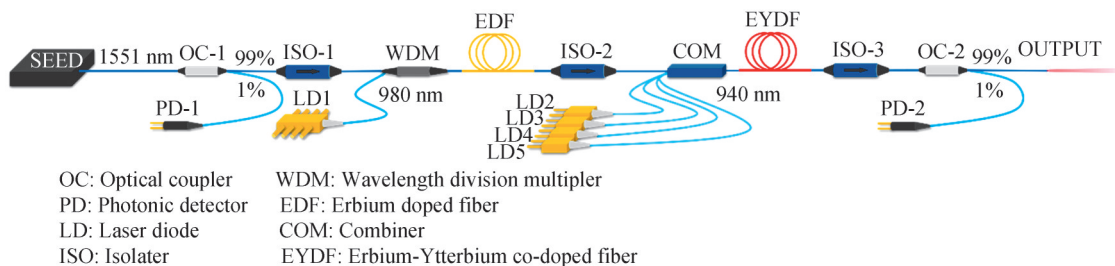 EDF
EYDF
SEED
1551 nm
OC-1
99%
ISO-1
WDM
ISO-2
COM
ISO-3
OC-2
99%
OUTPUT
1%
980 nm
940 nm
1%
PD-1
LD1
LD2
LD3
LD4
LD5
PD-2
OC: Optical coupler WDM: Wavelength division multipler
PD: Photonic detector EDF: Erbium doped fiber
LD: Laser diode COM: Combiner
ISO: Isolater EYDF: Erbium-Ytterbium co-doped fiber